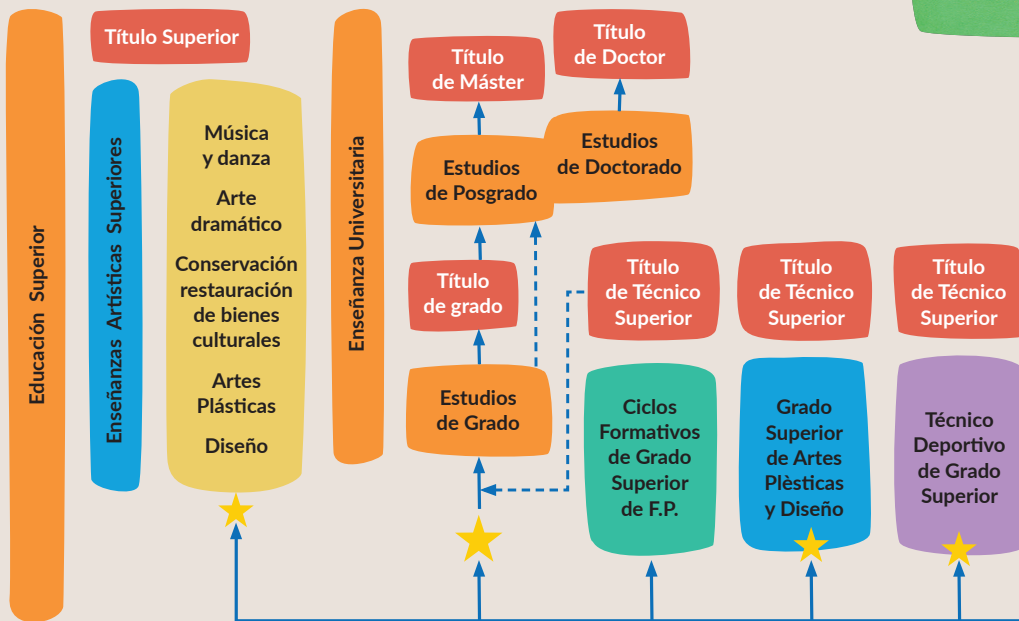 Educación Superior
Título Superior
Enseñanzas Artísticas Superiores
Música
y danza
Arte
dramático
Conservación
restauración
de bienes
culturales
Artes
Plásticas
Diseño
Enseñanza Universitaria
Título
de Máster
Título
de Doctor
Estudios
de Posgrado
Estudios
de Doctorado
Título
de grado
Estudios
de Grado
Título
de Técnico
Superior
Ciclos
Formativos
de Grado
Superior
de F.P.
Título
de Técnico
Superior
Grado
Superior
de Artes
Plèsticas
y Diseño
Título
de Técnico
Superior
Técnico
Deportivo
de Grado
Superior